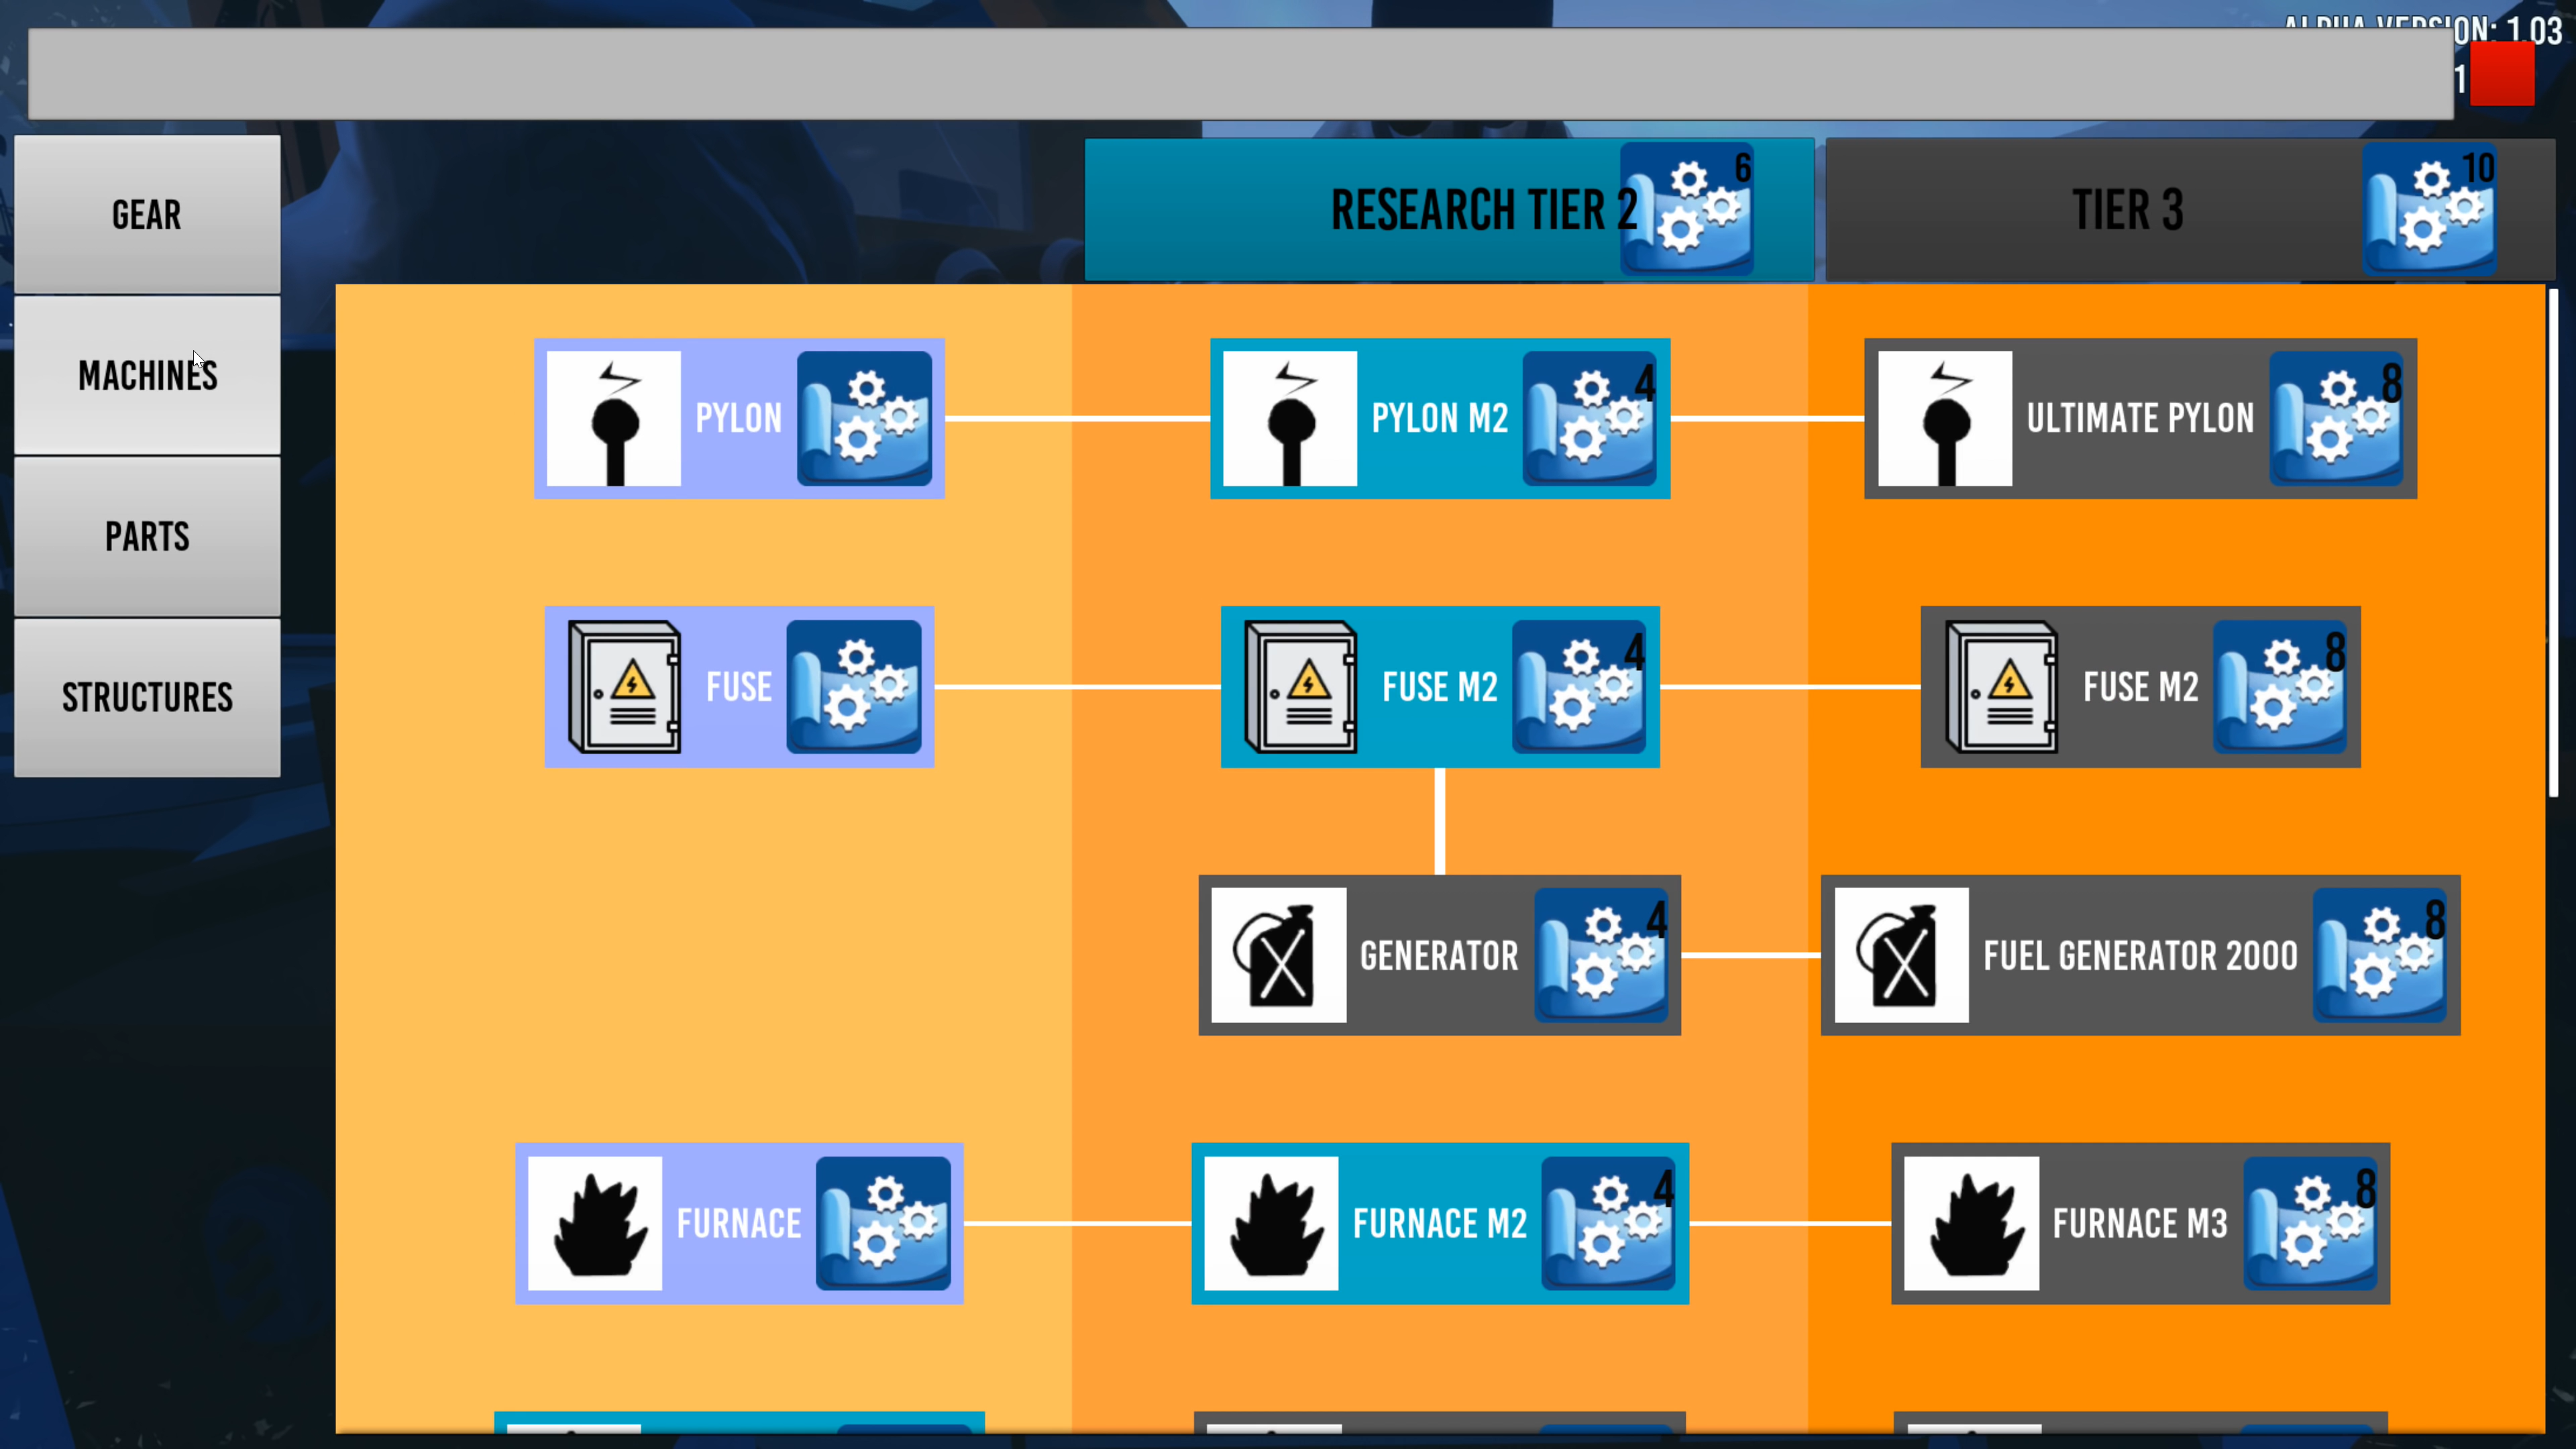 ALPHA VERSION: 1.03
1
GEAR
MACHINES
PARTS
STRUCTURES
RESEARCH TIER 2 6
TIER 3 10
PYLON
PYLON M2 4
ULTIMATE PYLON 8
FUSE
FUSE M2 4
FUSE M2 8
GENERATOR 4
FUEL GENERATOR 2000 8
FURNACE
FURNACE M2 4
FURNACE M3 8